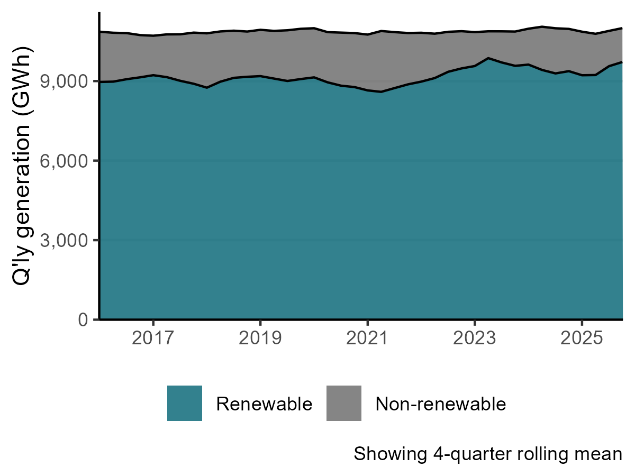 Q'ly generation (GWh)
9,000
6,000
3,000
0
2017 2019 2021 2023 2025
Renewable Non-renewable
Showing 4-quarter rolling mean